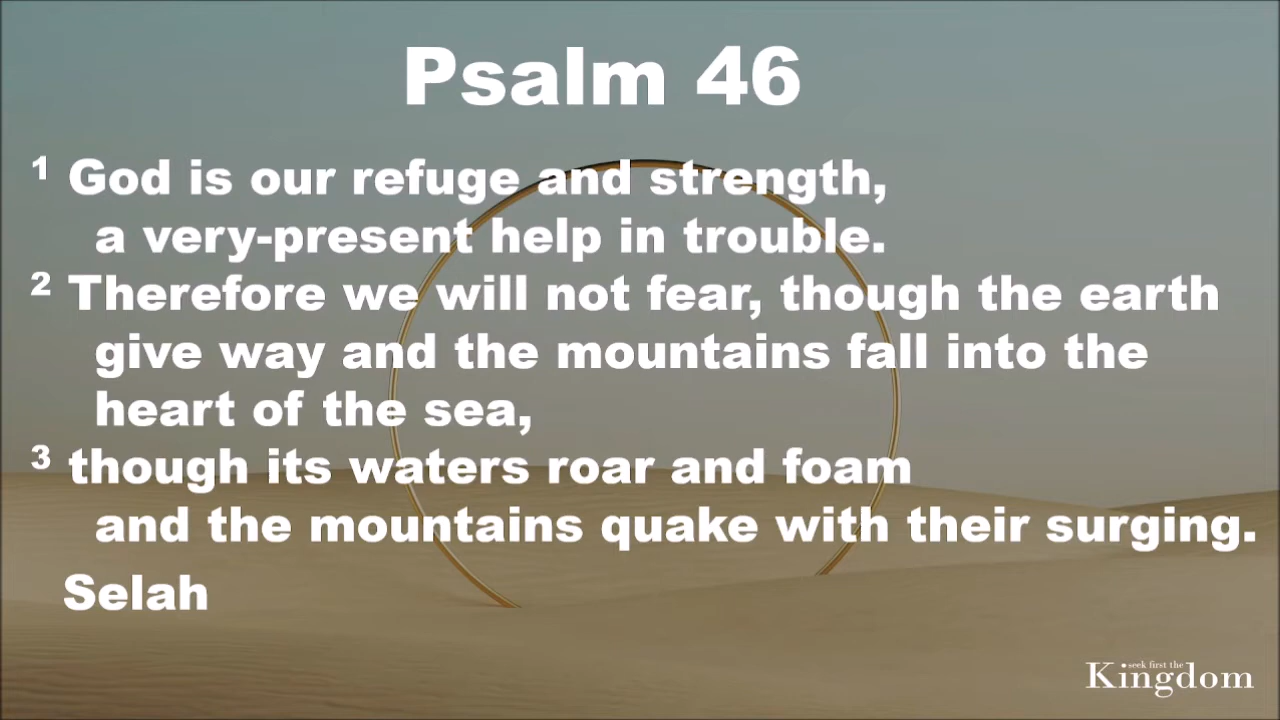 Psalm 46
1 God is our refuge and strength,
a very-present help in trouble.
2 Therefore we will not fear, though the earth
give way and the mountains fall into the
heart of the sea,
3 though its waters roar and foam
and the mountains quake with their surging.
Selah
seek first the
Kingdom